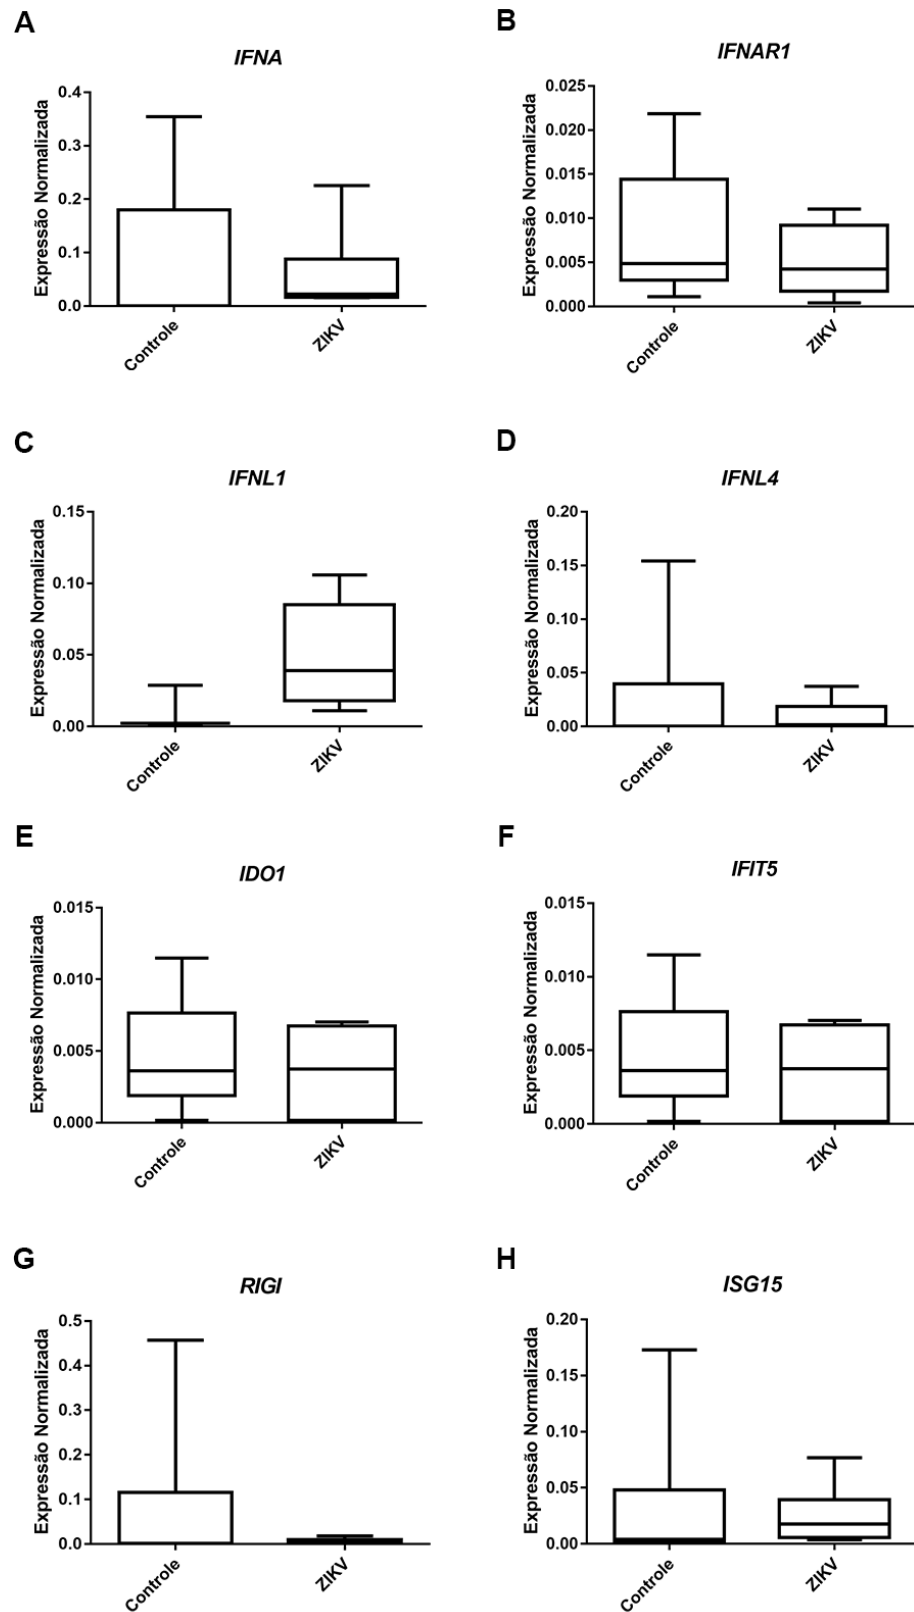 A
IFNA
Expressão Normalizada
0.4
0.3
0.2
0.1
0.0
Controle
ZIKV
B
IFNAR1
Expressão Normalizada
0.025
0.020
0.015
0.010
0.005
0.000
Controle
ZIKV
C
IFNL1
Expressão Normalizada
0.15
0.10
0.05
0.00
Controle
ZIKV
D
IFNL4
Expressão Normalizada
0.20
0.15
0.10
0.05
0.00
Controle
ZIKV
E
IDO1
Expressão Normalizada
0.015
0.010
0.005
0.000
Controle
ZIKV
F
IFIT5
Expressão Normalizada
0.015
0.010
0.005
0.000
Controle
ZIKV
G
RIGI
Expressão Normalizada
0.5
0.4
0.3
0.2
0.1
0.0
Controle
ZIKV
H
ISG15
Expressão Normalizada
0.20
0.15
0.10
0.05
0.00
Controle
ZIKV